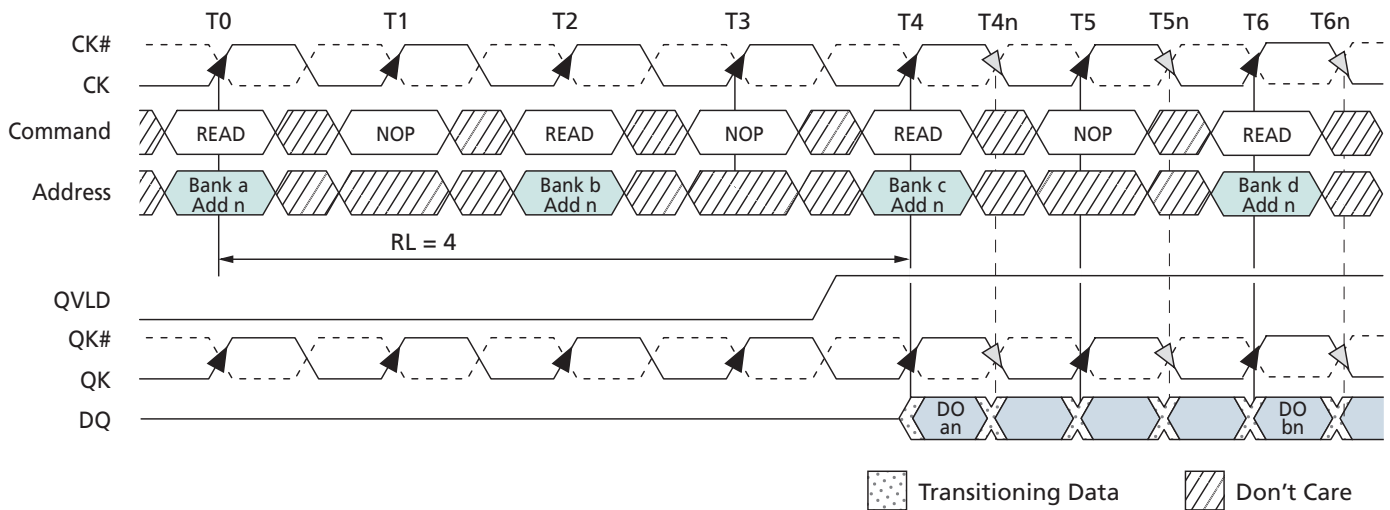 T0 T1 T2 T3 T4 T4n T5 T5n T6 T6n
CK#
CK
Command READ NOP READ NOP READ NOP READ
Address Bank a Bank b Bank c Bank d
Add n Add n Add n Add n
RL = 4
QVLD
QK#
QK
DQ DO DO
an bn
Transitioning Data Don't Care